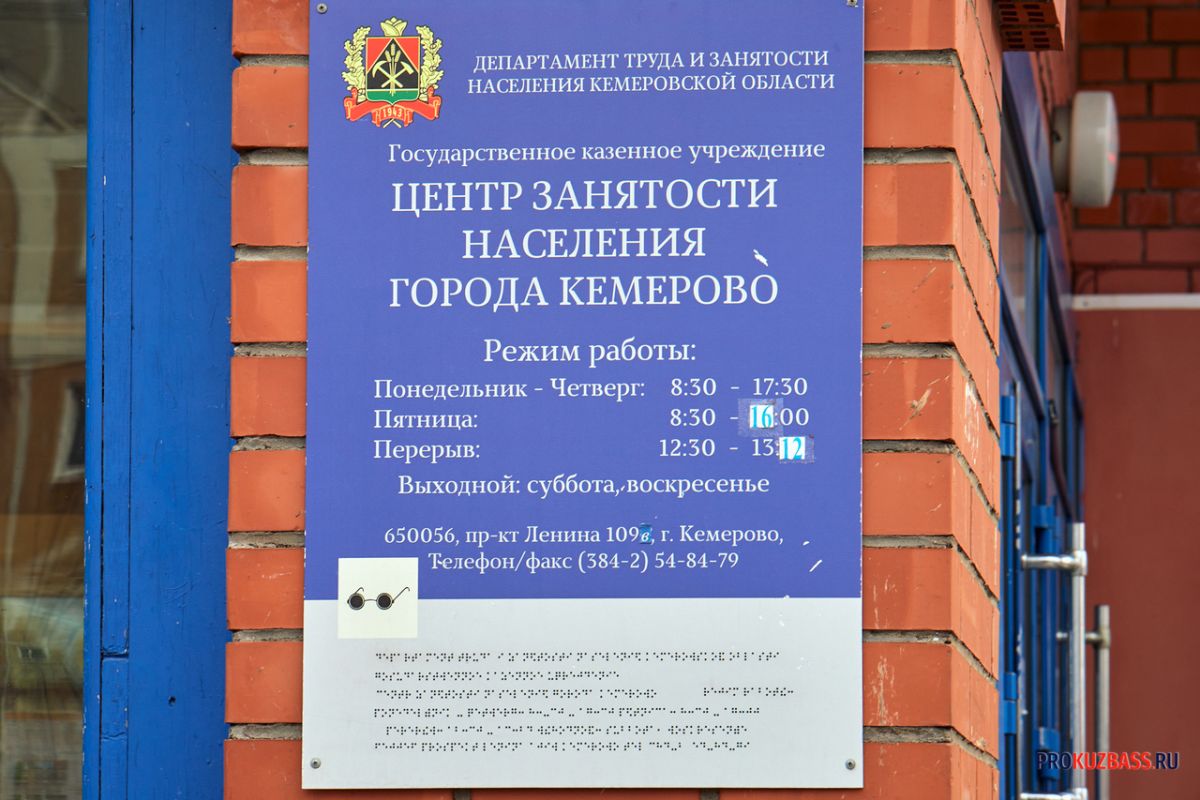 1943
ДЕПАРТАМЕНТ ТРУДА И ЗАНЯТОСТИ
НАСЕЛЕНИЯ КЕМЕРОВСКОЙ ОБЛАСТИ
Государственное казенное учреждение
ЦЕНТР ЗАНЯТОСТИ
НАСЕЛЕНИЯ
ГОРОДА КЕМЕРОВО
Режим работы:
Понедельник - Четверг: 8:30 - 17:30
Пятница: 8:30 - 16:00
Перерыв: 12:30 - 13:12
Выходной: суббота, воскресенье
650056, пр-кт Ленина 109в, г. Кемерово,
Телефон/факс (384-2) 54-84-79
PROKUZBASS.RU